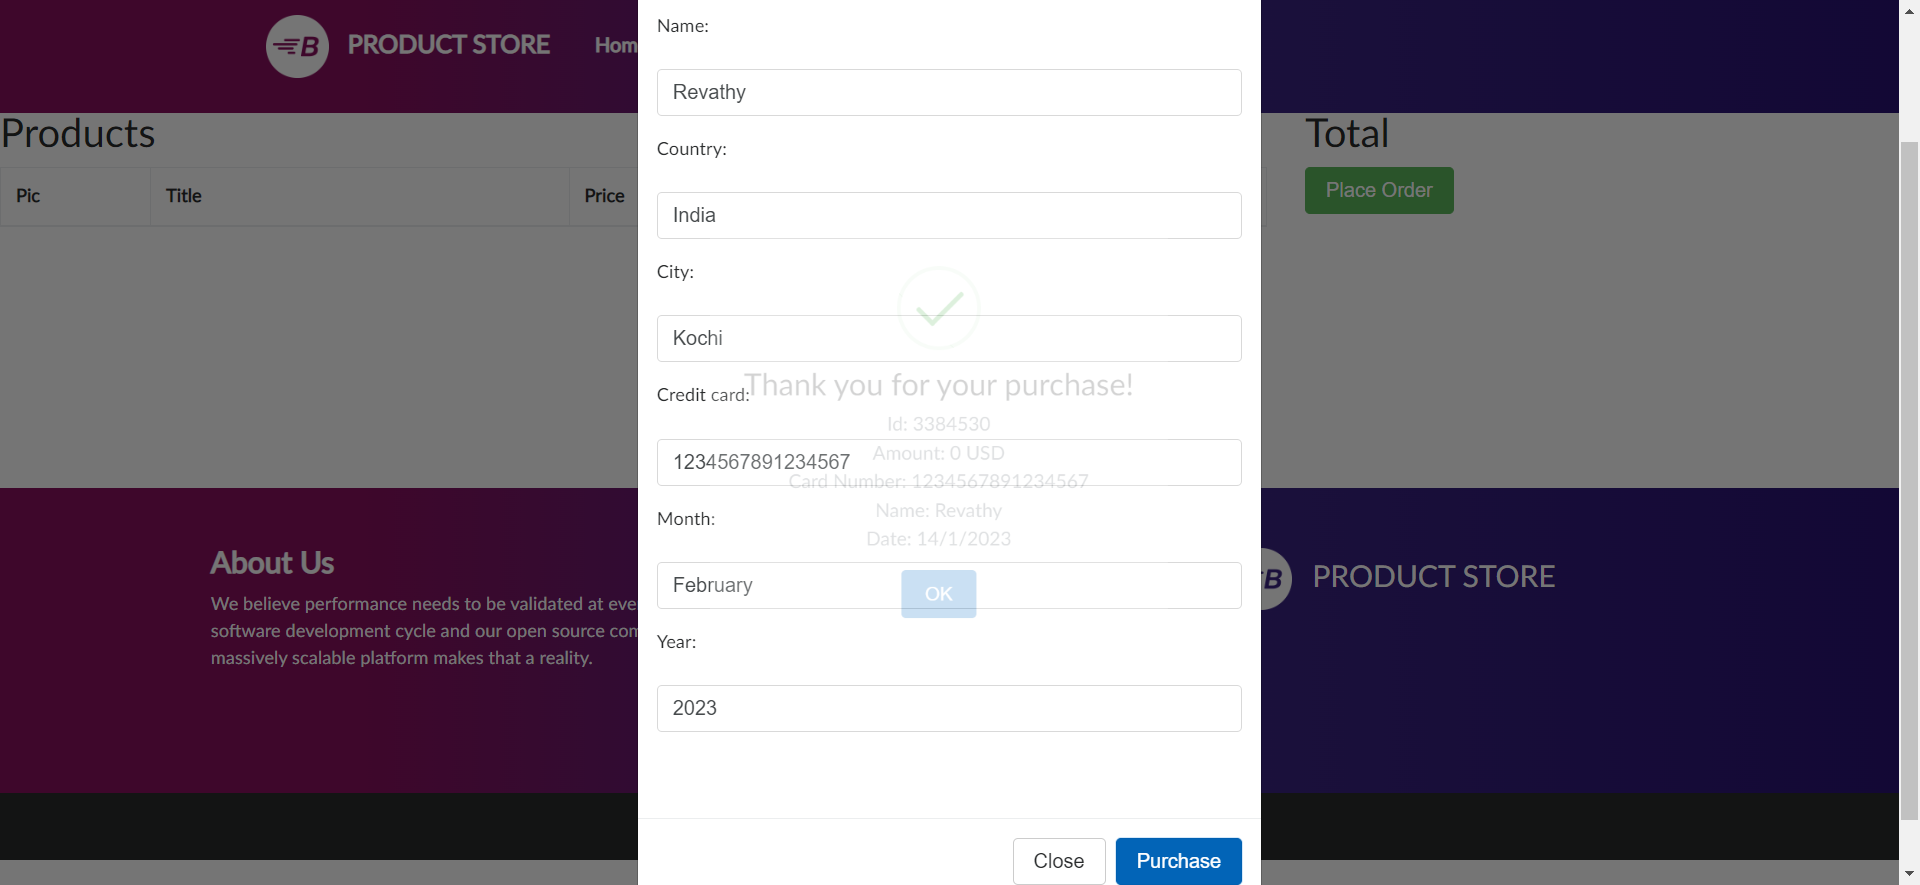 B PRODUCT STORE Hom
Products
Pic Title Price
Total
Place Order
Name:
Revathy
Country:
India
City:
Kochi
Credit card:
1234567891234567
Month:
February
Year:
2023
Close Purchase
Thank you for your purchase!
Id: 3384530
Amount: 0 USD
Card Number: 1234567891234567
Name: Revathy
Date: 14/1/2023
OK
About Us
We believe performance needs to be validated at eve
software development cycle and our open source com
massively scalable platform makes that a reality.
B PRODUCT STORE